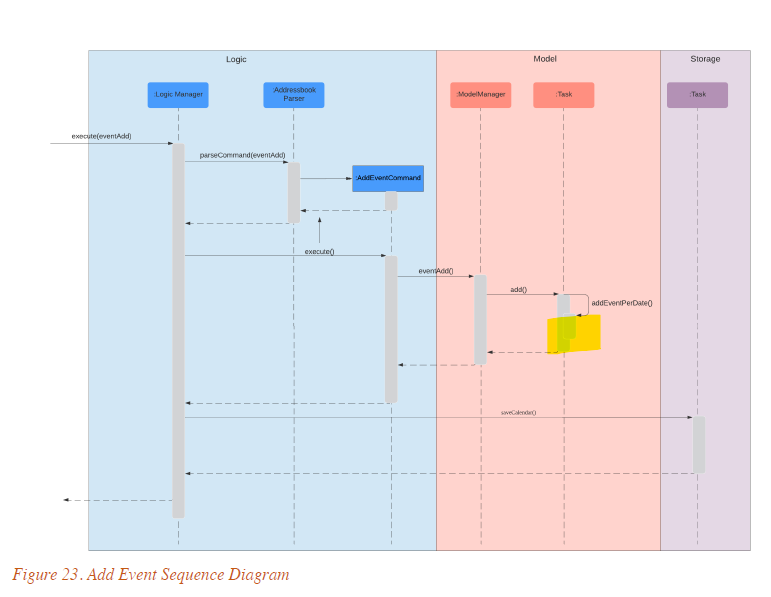 Logic
Model
Storage
:Logic Manager
:Addressbook
Parser
:ModelManager
:Task
:Task
execute(eventAdd)
parseCommand(eventAdd)
:AddEventCommand
execute()
eventAdd()
add()
addEventPerDate()
saveCalendar()
Figure 23. Add Event Sequence Diagram